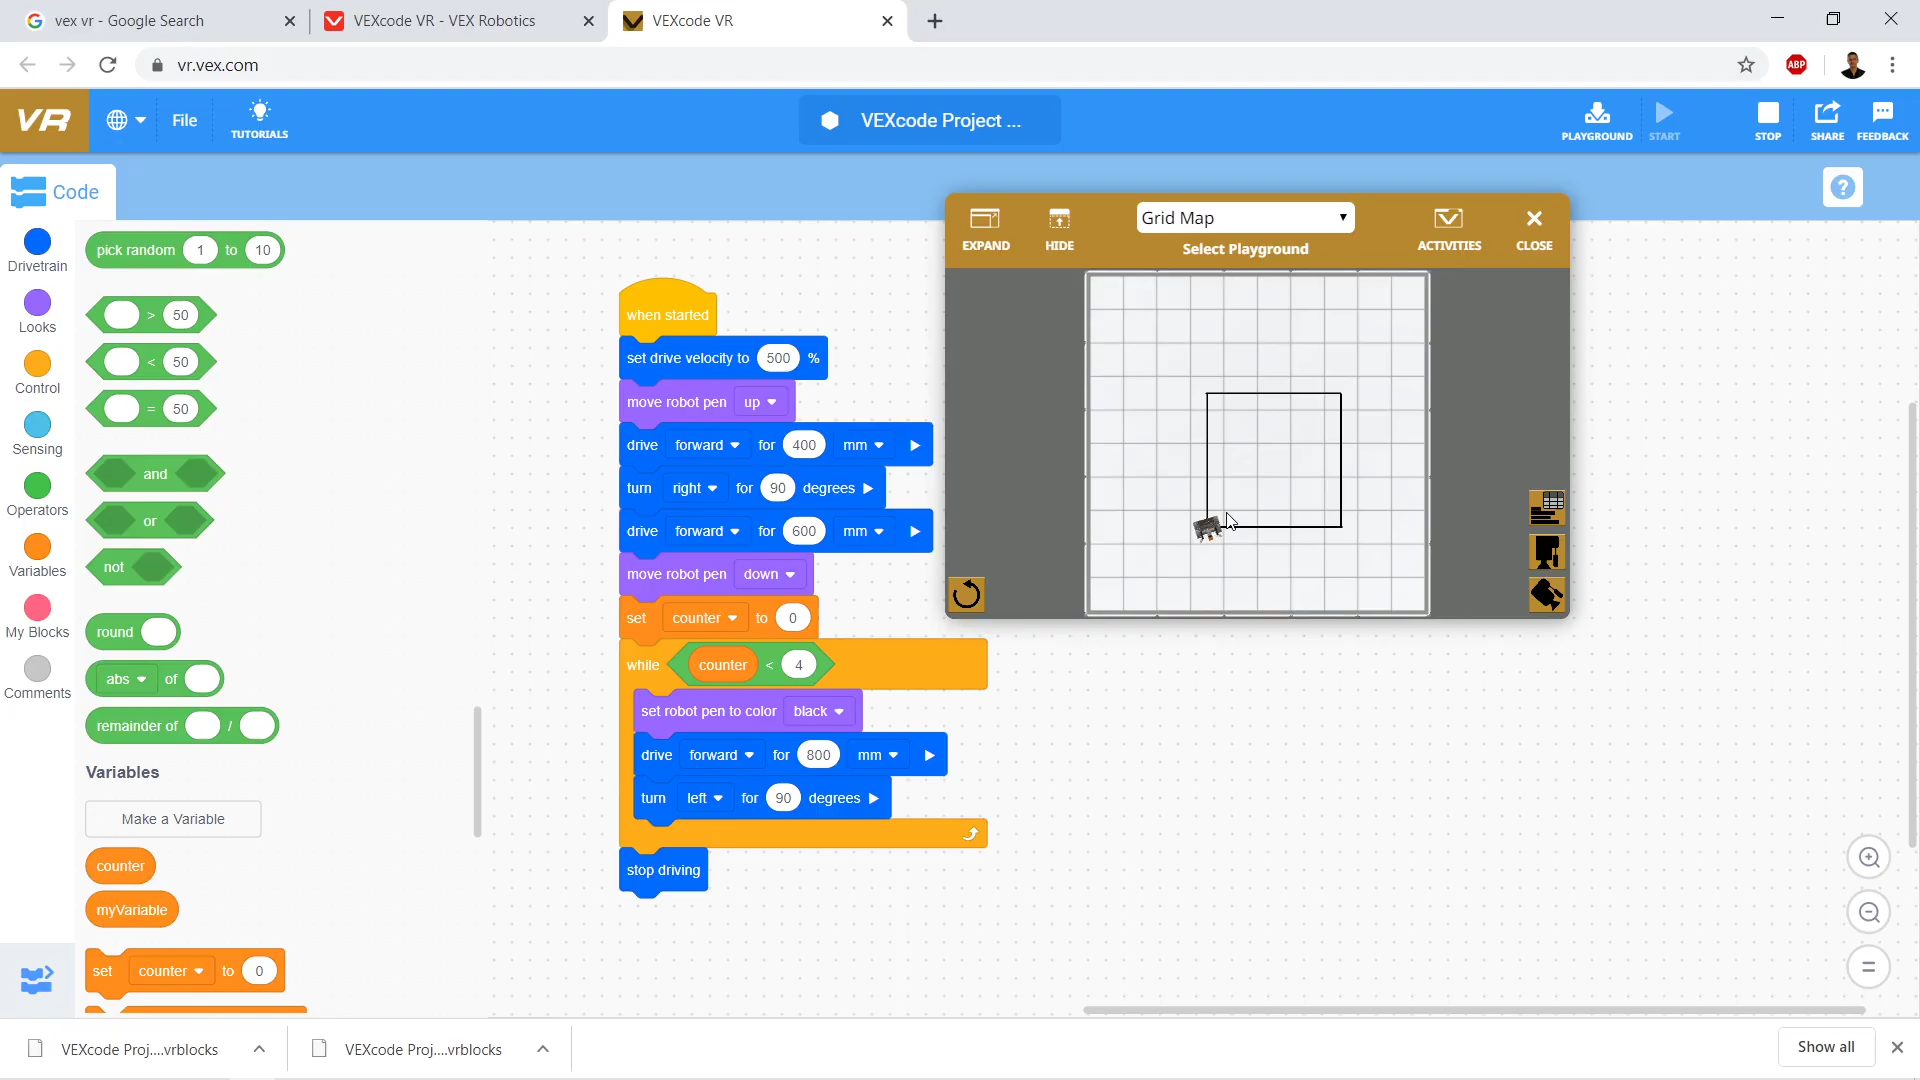 vex vr - Google Search
VEXcode VR - VEX Robotics
VEXcode VR
vr.vex.com
ABP
VR
File
TUTORIALS
VEXcode Project ...
PLAYGROUND
START
STOP
SHARE
FEEDBACK
Code
?
Drivetrain
Looks
Control
Sensing
Operators
Variables
My Blocks
Comments
pick random 1 to 10
> 50
< 50
= 50
and
or
not
round
abs of
remainder of /
Variables
Make a Variable
counter
myVariable
set counter to 0
when started
set drive velocity to 500 %
move robot pen up
drive forward for 400 mm
turn right for 90 degrees
drive forward for 600 mm
move robot pen down
set counter to 0
while counter < 4
set robot pen to color black
drive forward for 800 mm
turn left for 90 degrees
stop driving
EXPAND
HIDE
Grid Map
Select Playground
ACTIVITIES
CLOSE
VEXcode Proj....vrblocks
VEXcode Proj....vrblocks
Show all